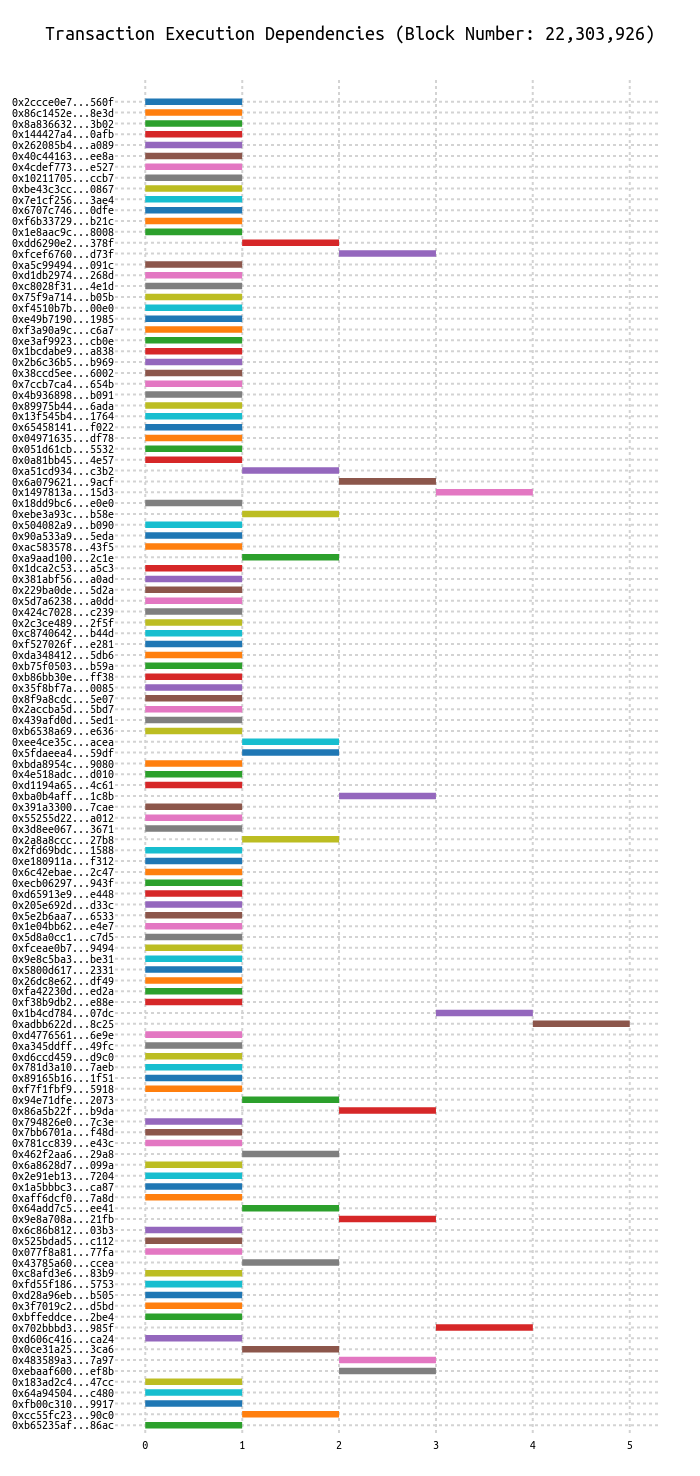 Transaction Execution Dependencies (Block Number: 22,303,926)
0x2ccce0e7...560f
0x86c1452e...8e3d
0x8a836632...3b02
0x144427a4...0afb
0x262085b4...a089
0x40c44163...ee8a
0x4cdef773...e527
0x10211705...ccb7
0xbe43c3cc...0867
0x7e1cf256...3ae4
0x6707c746...0dfe
0xf6b33729...b21c
0x1e8aac9c...8008
0xdd6290e2...378f
0xfcef6760...d73f
0xa5c99494...091c
0xd1db2974...268d
0xc8028f31...4e1d
0x75f9a714...b05b
0xf4510b7b...00e0
0xe49b7190...1985
0xf3a90a9c...c6a7
0xe3af9923...cb0e
0x1bcdabe9...a838
0x2b6c36b5...b969
0x38ccd5ee...6002
0x7ccb7ca4...654b
0x4b936898...b091
0x89975b44...6ada
0x13f545b4...1764
0x65458141...f022
0x04971635...df78
0x051d61cb...5532
0x0a81bb45...4e57
0xa51cd934...c3b2
0x6a079621...9acf
0x1497813a...15d3
0x18dd9bc6...e0e0
0xebe3a93c...b58e
0x504082a9...b090
0x90a533a9...5eda
0xac583578...43f5
0xa9aad100...2c1e
0x1dca2c53...a5c3
0x381abf56...a0ad
0x229ba0de...5d2a
0x5d7a6238...a0dd
0x424c7028...c239
0x2c3ce489...2f5f
0xc8740642...b44d
0xf527026f...e281
0xda348412...5db6
0xb75f0503...b59a
0xb86bb30e...ff38
0x35f8bf7a...0085
0x8f9a8cdc...5e07
0x2accba5d...5bd7
0x439afd0d...5ed1
0xb6538a69...e636
0xee4ce35c...acea
0x5fdaeea4...59df
0xbda8954c...9080
0x4e518adc...d010
0xd1194a65...4c61
0xba0b4aff...1c8b
0x391a3300...7cae
0x55255d22...a012
0x3d8ee067...3671
0x2a8a8ccc...27b8
0x2fd69bdc...1588
0xe180911a...f312
0x6c42ebae...2c47
0xecb06297...943f
0xd65913e9...e448
0x205e692d...d33c
0x5e2b6aa7...6533
0x1e04bb62...e4e7
0x5d8a0cc1...c7d5
0xfceae0b7...9494
0x9e8c5ba3...be31
0x5800d617...2331
0x26dc8e62...df49
0xfa42230d...ed2a
0xf38b9db2...e88e
0x1b4cd784...07dc
0xadbb622d...8c25
0xd4776561...6e9e
0xa345ddff...49fc
0xd6ccd459...d9c0
0x781d3a10...7aeb
0x89165b16...1f51
0xf7f1fbf9...5918
0x94e71dfe...2073
0x86a5b22f...b9da
0x794826e0...7c3e
0x7bb6701a...f48d
0x781cc839...e43c
0x462f2aa6...29a8
0x6a8628d7...099a
0x2e91eb13...7204
0x1a5bbbc3...ca87
0xaff6dcf0...7a8d
0x64add7c5...ee41
0x9e8a708a...21fb
0x6c86b812...03b3
0x525bdad5...c112
0x077f8a81...77fa
0x43785a60...ccea
0xc8afd3e6...83b9
0xfd55f186...5753
0xd28a96eb...b505
0x3f7019c2...d5bd
0xbffeddce...2be4
0x702bbbd3...985f
0xd606c416...ca24
0x0ce31a25...3ca6
0x483589a3...7a97
0xebaaf600...ef8b
0x183ad2c4...47cc
0x64a94504...c480
0xfb00c310...9917
0xcc55fc23...90c0
0xb65235af...86ac
0 1 2 3 4 5